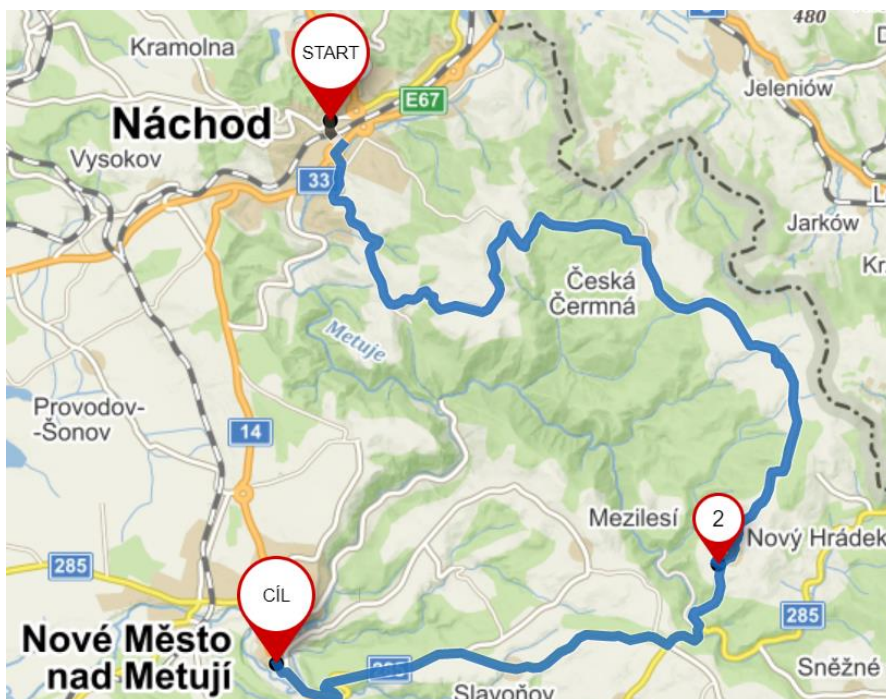 480
Kramolna
START
Jeleniów
E67
Náchod
Vysokov
33
L
Jarków
Kr
Česká
Čermná
Metuje
Provodov-
-Šonov
14
Mezilesí
2
Nový Hrádek
285
CÍL
285
Nové Město
nad Metují
Sněžné
Slavoňov